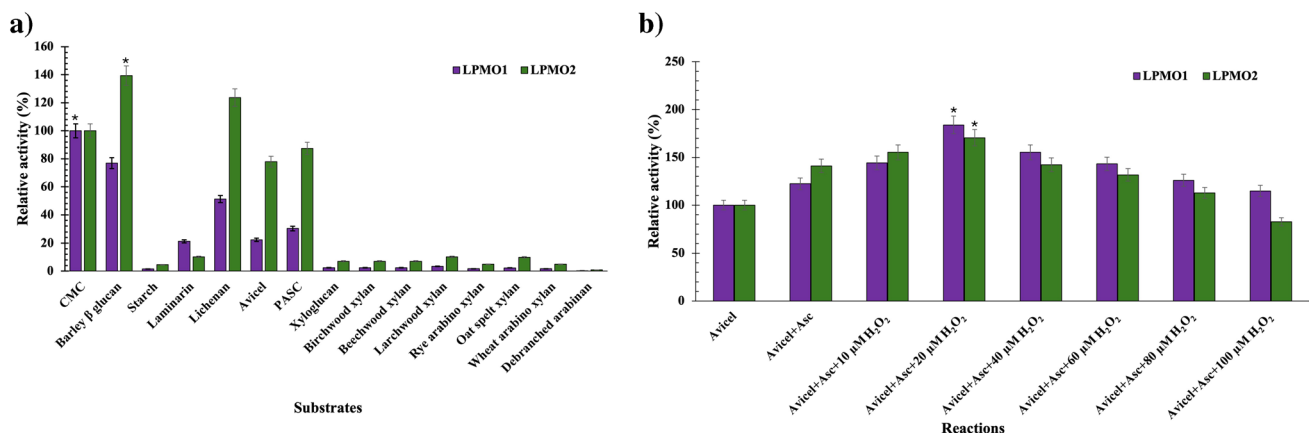 a)
160
140
120
100
80
60
40
20
0
Relative activity (%)
*
*
LPMO1
LPMO2
CMC
Barley β glucan
Starch
Laminarin
Lichenan
Avicel
PASC
Xyloglucan
Birchwood xylan
Beechwood xylan
Larchwood xylan
Rye arabino xylan
Oat spelt xylan
Wheat arabino xylan
Debranched arabinan
Substrates
b)
250
200
150
100
50
0
Relative activity (%)
*
*
LPMO1
LPMO2
Avicel
Avicel+Asc
Avicel+Asc+10 µM H₂O₂
Avicel+Asc+20 µM H₂O₂
Avicel+Asc+40 µM H₂O₂
Avicel+Asc+60 µM H₂O₂
Avicel+Asc+80 µM H₂O₂
Avicel+Asc+100 µM H₂O₂
Reactions